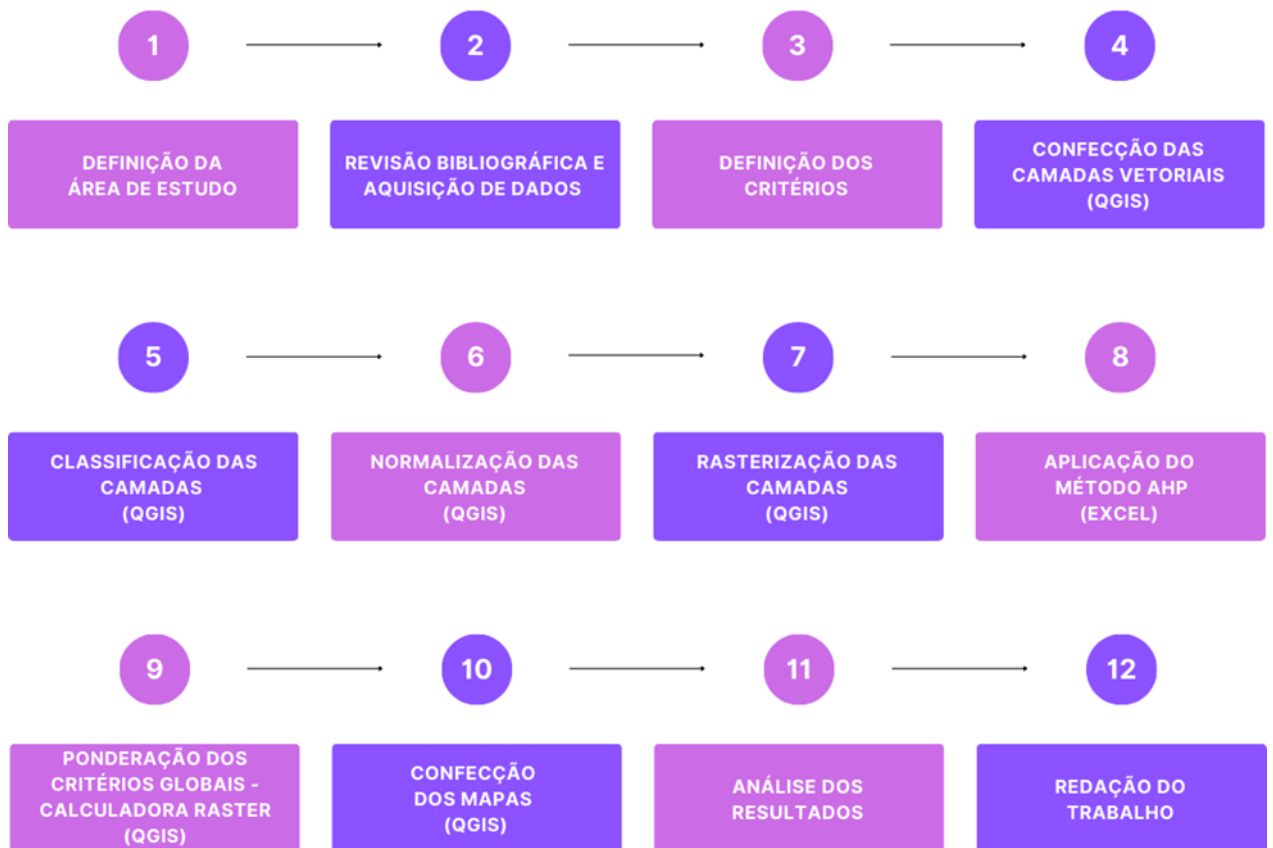 1
2
3
4
DEFINIÇÃO DA
ÁREA DE ESTUDO
REVISÃO BIBLIOGRÁFICA E
AQUISIÇÃO DE DADOS
DEFINIÇÃO DOS
CRITÉRIOS
CONFECÇÃO DAS
CAMADAS VETORIAIS
(QGIS)
5
6
7
8
CLASSIFICAÇÃO DAS
CAMADAS
(QGIS)
NORMALIZAÇÃO DAS
CAMADAS
(QGIS)
RASTERIZAÇÃO DAS
CAMADAS
(QGIS)
APLICAÇÃO DO
MÉTODO AHP
(EXCEL)
9
10
11
12
PONDERAÇÃO DOS
CRITÉRIOS GLOBAIS -
CALCULADORA RASTER
(QGIS)
CONFECÇÃO
DOS MAPAS
(QGIS)
ANÁLISE DOS
RESULTADOS
REDAÇÃO DO
TRABALHO